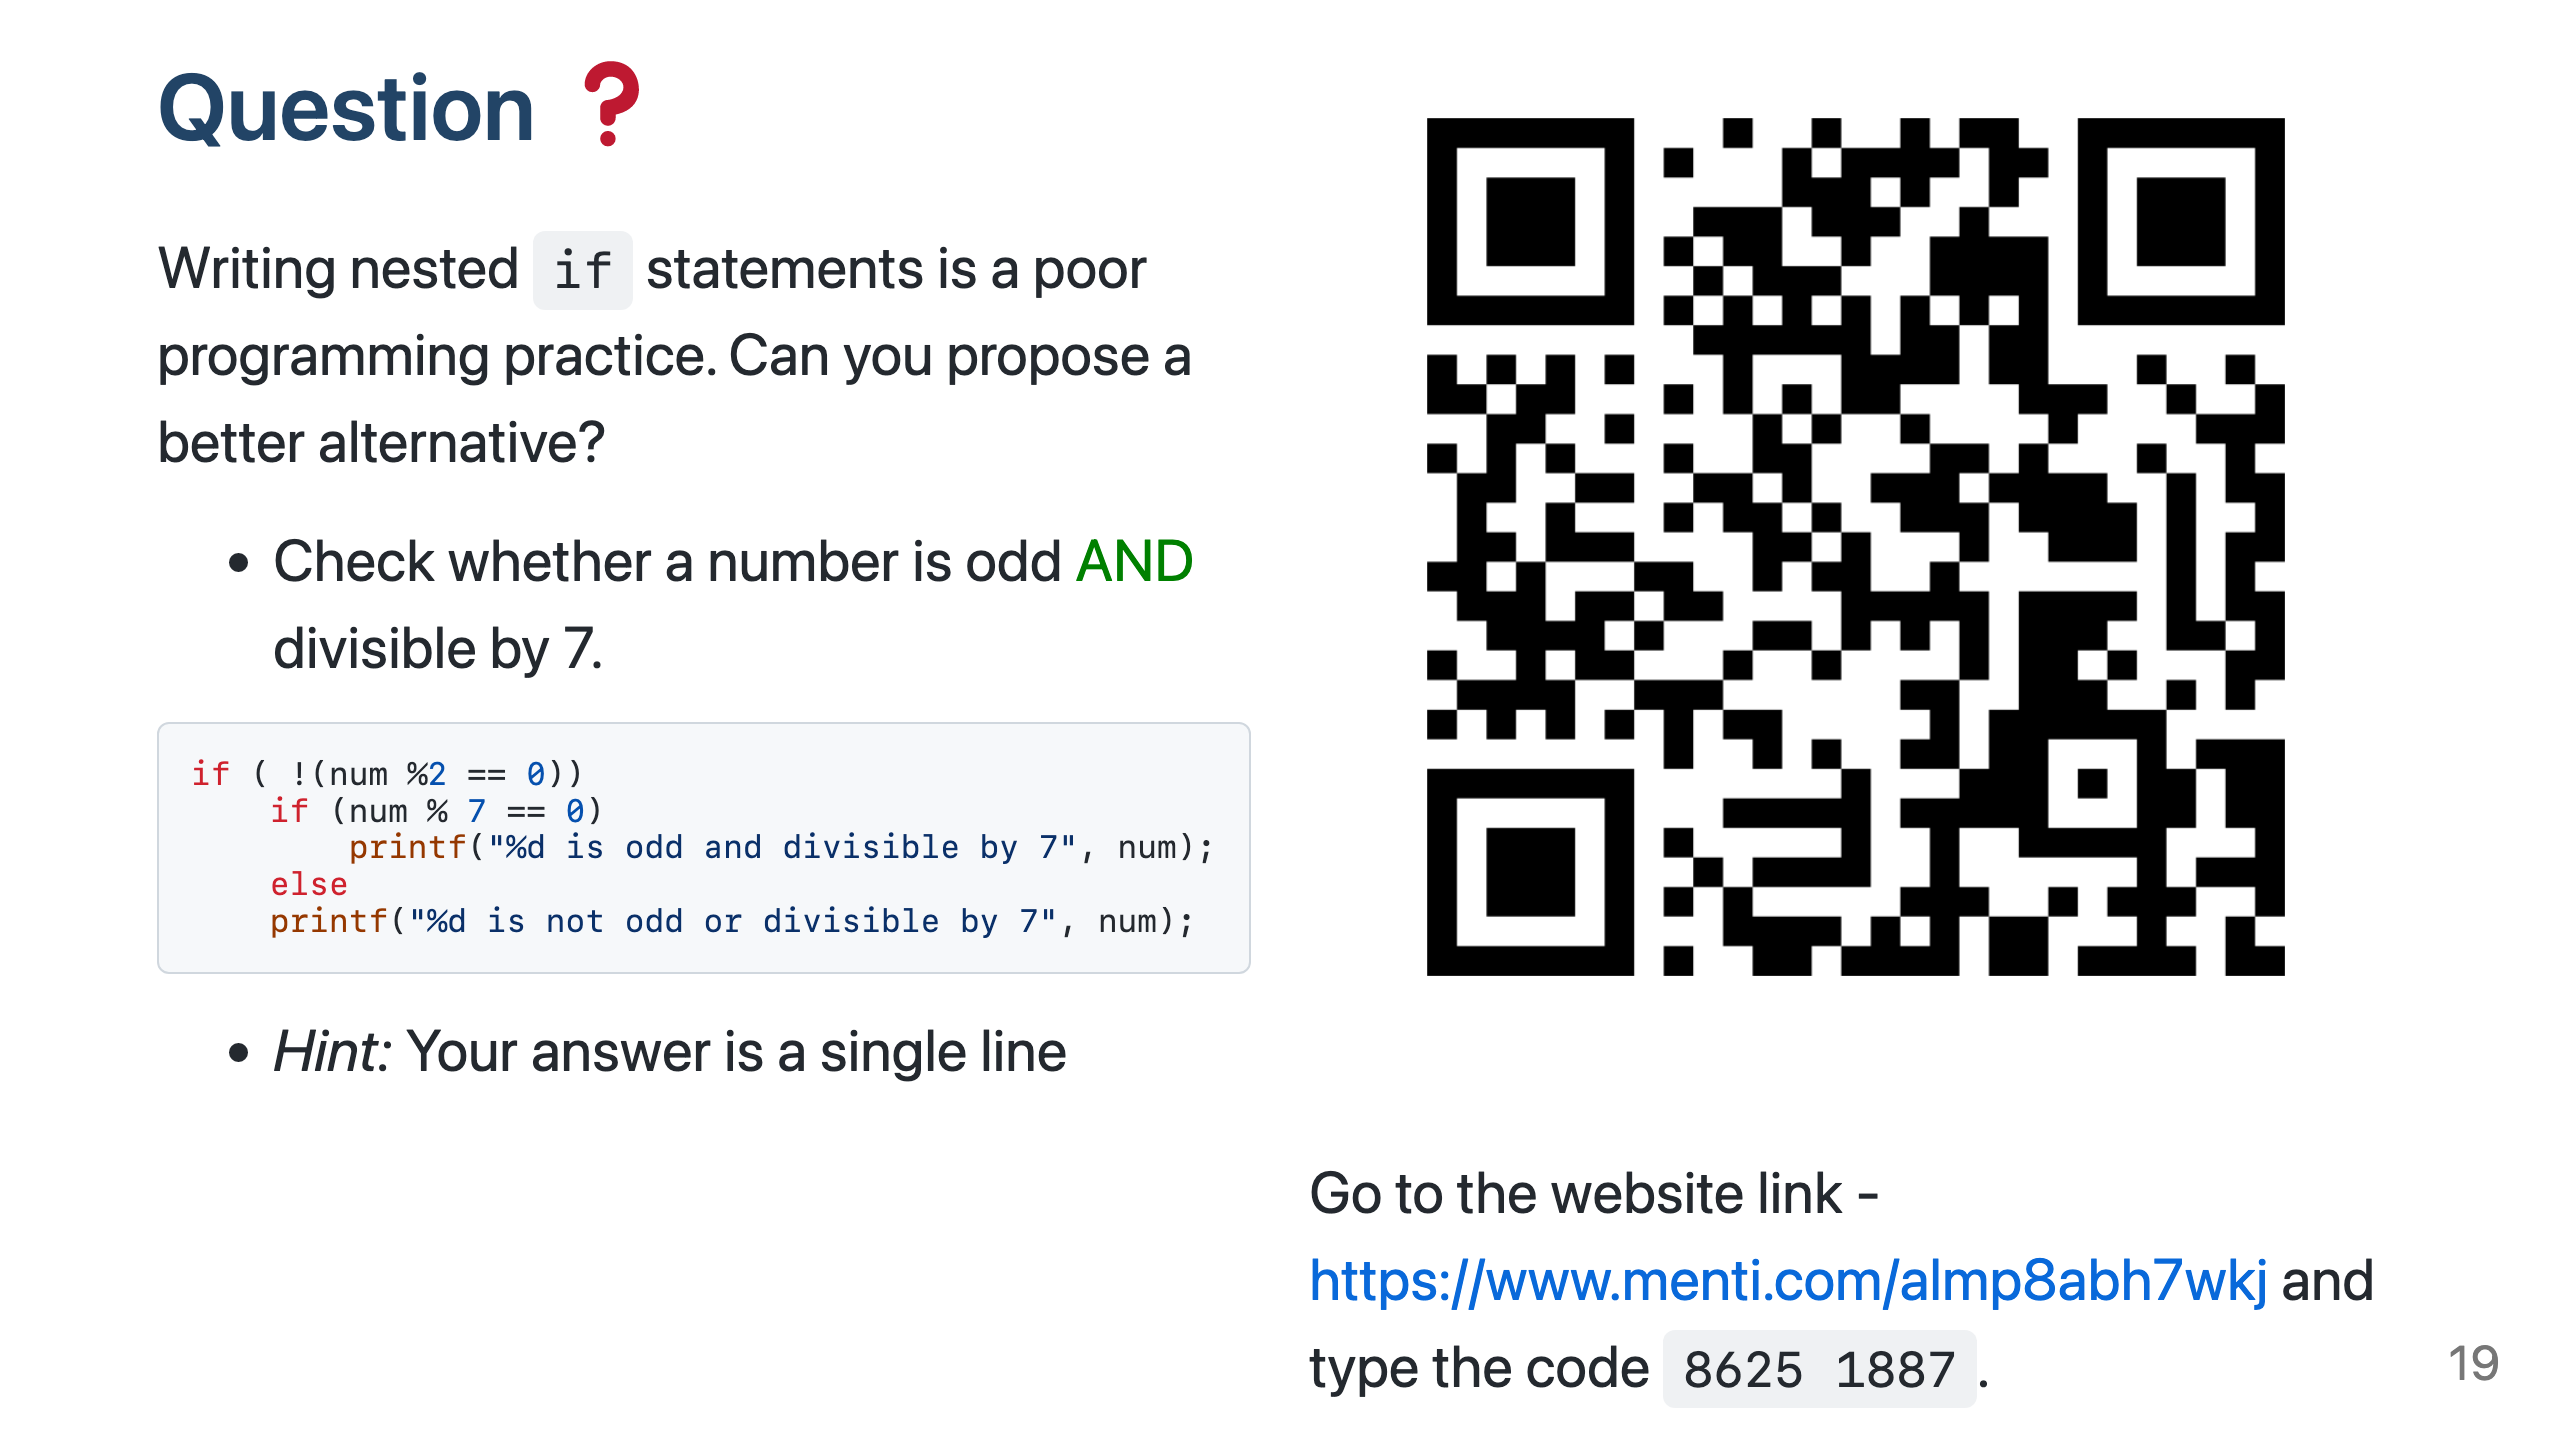 Question ❓
Writing nested if statements is a poor
programming practice. Can you propose a
better alternative?
• Check whether a number is odd AND
divisible by 7.
if ( !(num %2 == 0))
    if (num % 7 == 0)
        printf("%d is odd and divisible by 7", num);
    else
    printf("%d is not odd or divisible by 7", num);
• Hint: Your answer is a single line
Go to the website link -
https://www.menti.com/almp8abh7wkj and
type the code 8625 1887 .
19